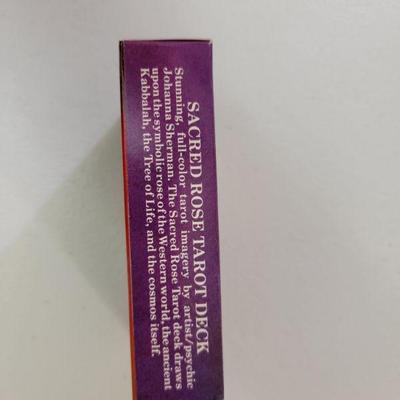 SACRED ROSE TAROT DECK
Stunning, full-color tarot imagery by artist/psychic
Johanna Sherman. The Sacred Rose Tarot deck draws
upon the symbolic rose of the Western world, the ancient
Kabbalah, the Tree of Life, and the cosmos itself.